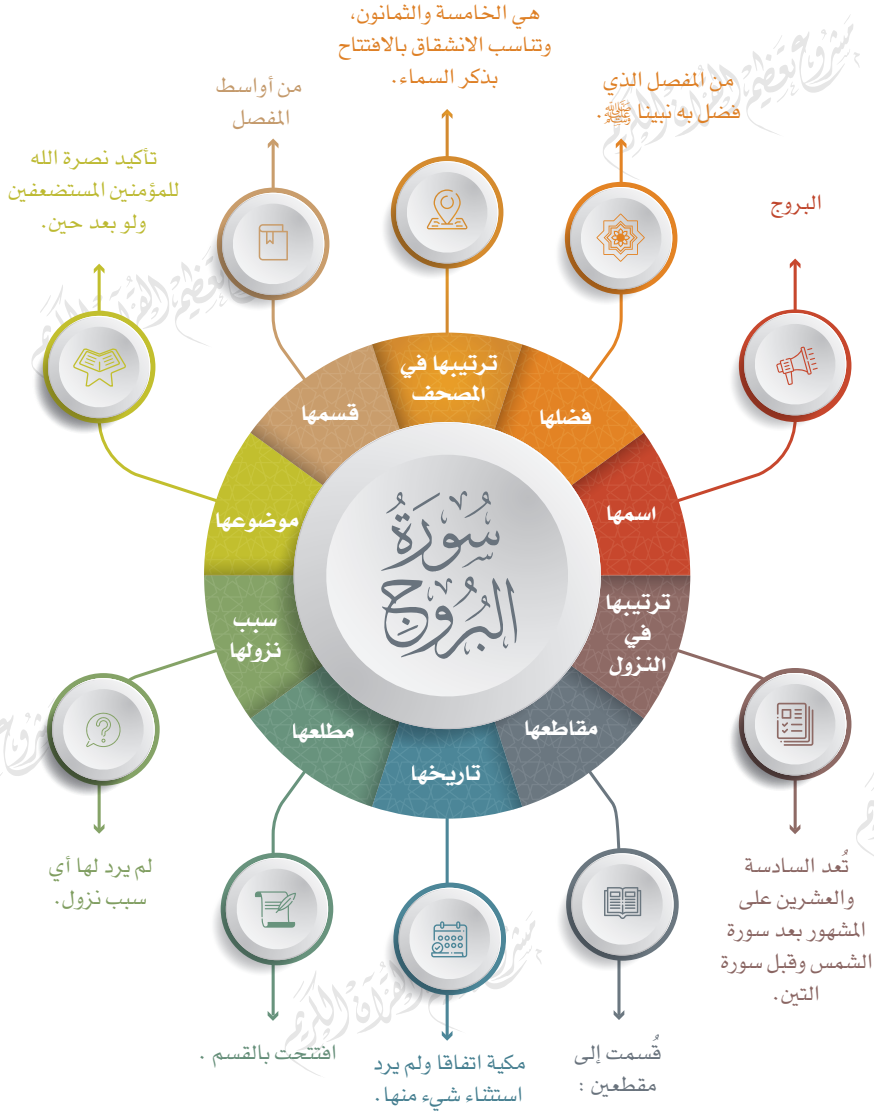 هي الخامسة والثمانون،
وتناسب الانشقاق بالافتتاح
بذكر السماء.
من المفصل الذي
فضل به نبينا ﷺ.
من أواسط
المفصل
تأكيد نصرة الله
للمؤمنين المستضعفين
ولو بعد حين.
البروج
ترتيبها في
المصحف
فضلها
قسمها
اسمها
موضوعها
سُورَةُ
البُرُوجِ
ترتيبها
في
النزول
سبب
نزولها
مقاطعها
مطلعها
تاريخها
تُعد السادسة
والعشرين على
المشهور بعد سورة
الشمس وقبل سورة
التين.
لم يرد لها أي
سبب نزول.
قُسمت إلى
مقطعين :
مكية اتفاقا ولم يرد
استثناء شيء منها.
افتتحت بالقسم .
مشروع تعظيم القرآن الكريم